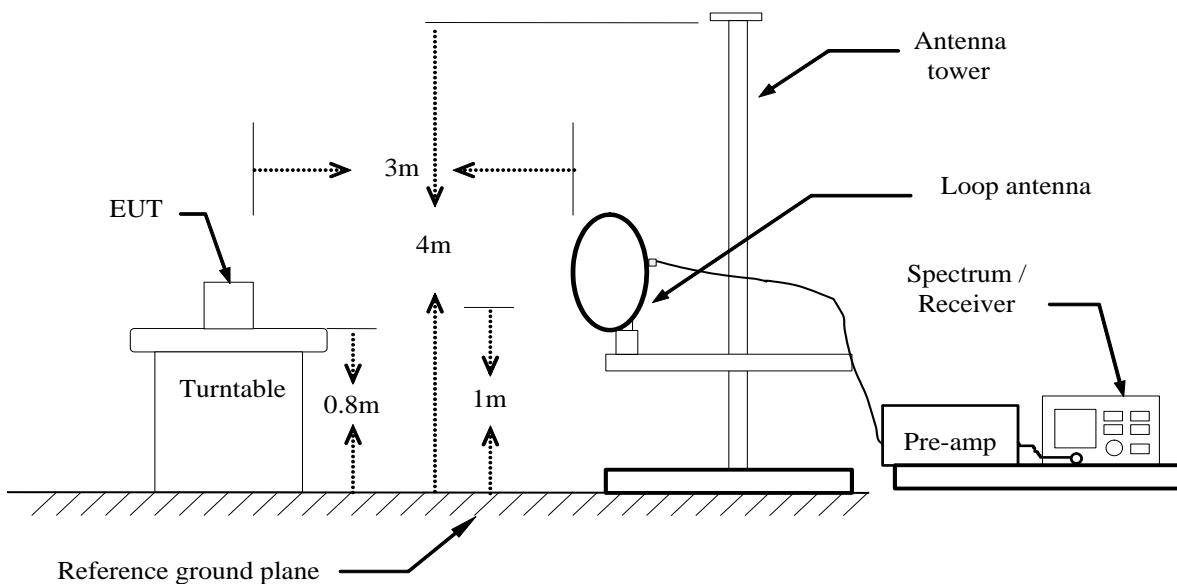 Antenna
tower
3m
Loop antenna
EUT
4m
Spectrum /
Receiver
Turntable
0.8m
1m
Pre-amp
Reference ground plane